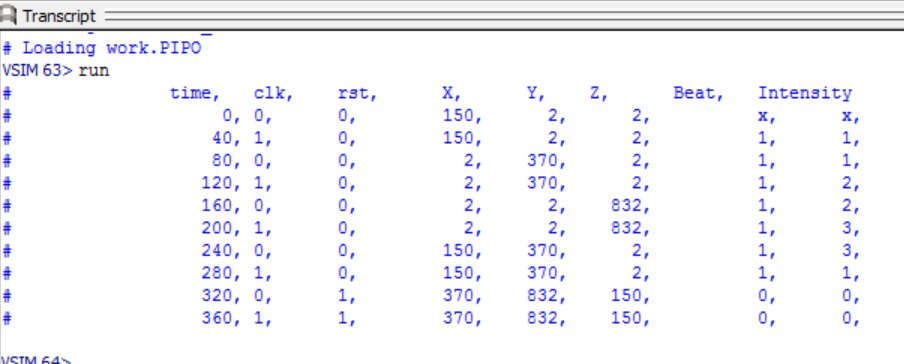 Transcript
# Loading work.PIPO
VSIM 63> run
# time, clk, rst, X, Y, Z, Beat, Intensity
# 0, 0, 0, 150, 2, 2, x, x,
# 40, 1, 0, 150, 2, 2, 1, 1,
# 80, 0, 0, 2, 370, 2, 1, 1,
# 120, 1, 0, 2, 370, 2, 1, 2,
# 160, 0, 0, 2, 2, 832, 1, 2,
# 200, 1, 0, 2, 2, 832, 1, 3,
# 240, 0, 0, 150, 370, 2, 1, 3,
# 280, 1, 0, 150, 370, 2, 1, 1,
# 320, 0, 1, 370, 832, 150, 0, 0,
# 360, 1, 1, 370, 832, 150, 0, 0,
VSIM 64>